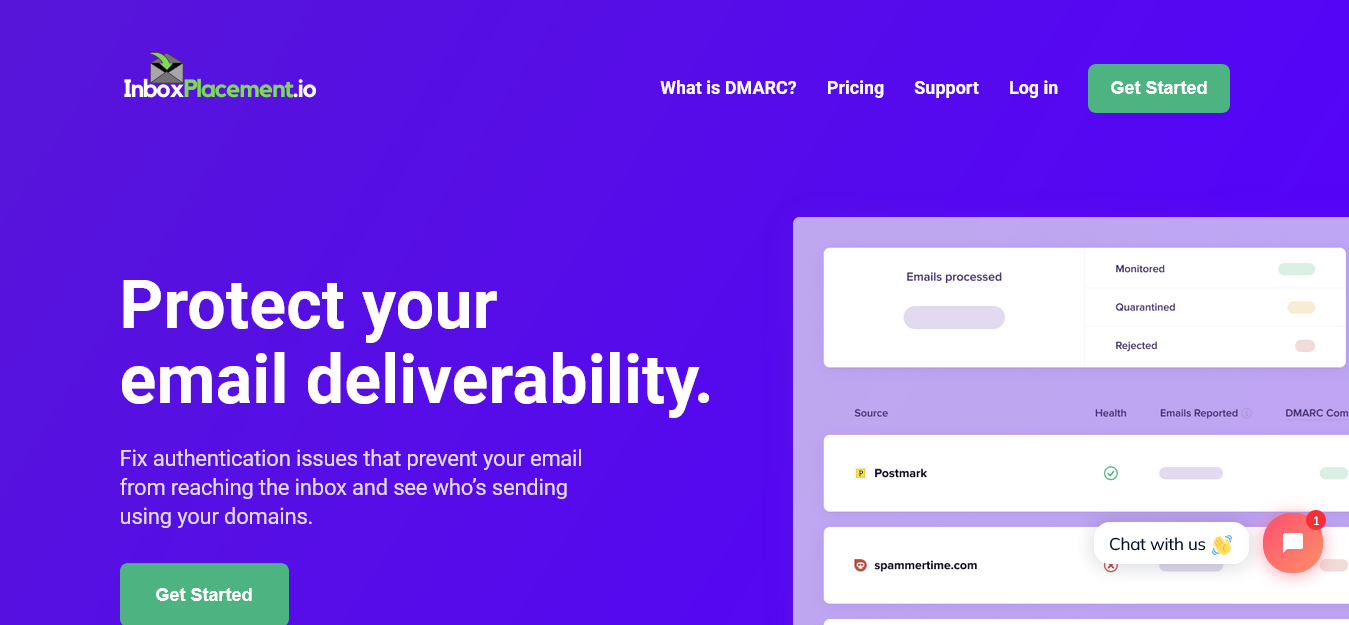 InboxPlacement.io
What is DMARC?
Pricing
Support
Log in
Get Started
Protect your
email deliverability.
Fix authentication issues that prevent your email
from reaching the inbox and see who’s sending
using your domains.
Get Started
Emails processed
Monitored
Quarantined
Rejected
Source
Health
Emails Reported
DMARC Com
P
Postmark
spammertime.com
Chat with us 👋
1